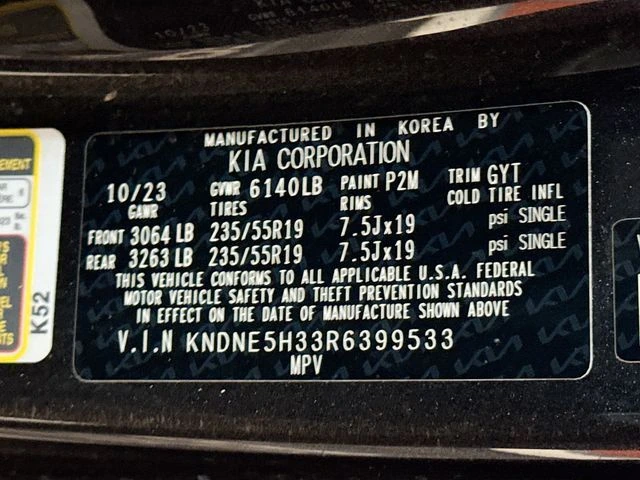 MANUFACTURED IN KOREA BY
KIA CORPORATION
10/23 GVWR 6140LB PAINT P2M TRIM GYT
GAWR TIRES RIMS COLD TIRE INFL
FRONT 3064 LB 235/55R19 7.5Jx19 psi SINGLE
REAR 3263 LB 235/55R19 7.5Jx19 psi SINGLE
THIS VEHICLE CONFORMS TO ALL APPLICABLE U.S.A. FEDERAL
MOTOR VEHICLE SAFETY AND THEFT PREVENTION STANDARDS
IN EFFECT ON THE DATE OF MANUFACTURE SHOWN ABOVE
V.I.N KNDNE5H33R6399533
MPV
K52